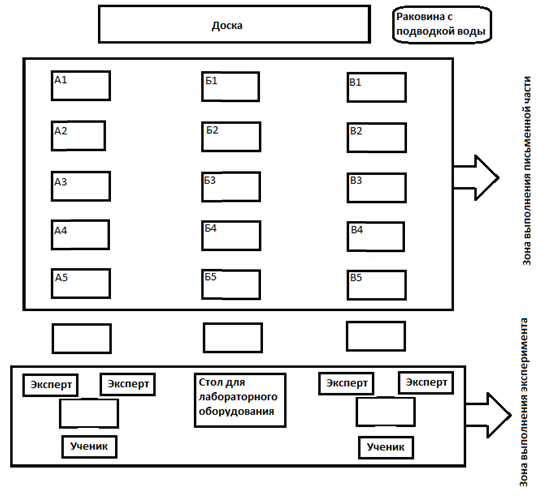 Доска
Раковина с
подводкой воды
А1
Б1
В1
А2
Б2
В2
А3
Б3
В3
А4
Б4
В4
А5
Б5
В5
Зона выполнения письменной части
Эксперт
Эксперт
Стол для
лабораторного
оборудования
Эксперт
Эксперт
Ученик
Ученик
Зона выполнения эксперимента